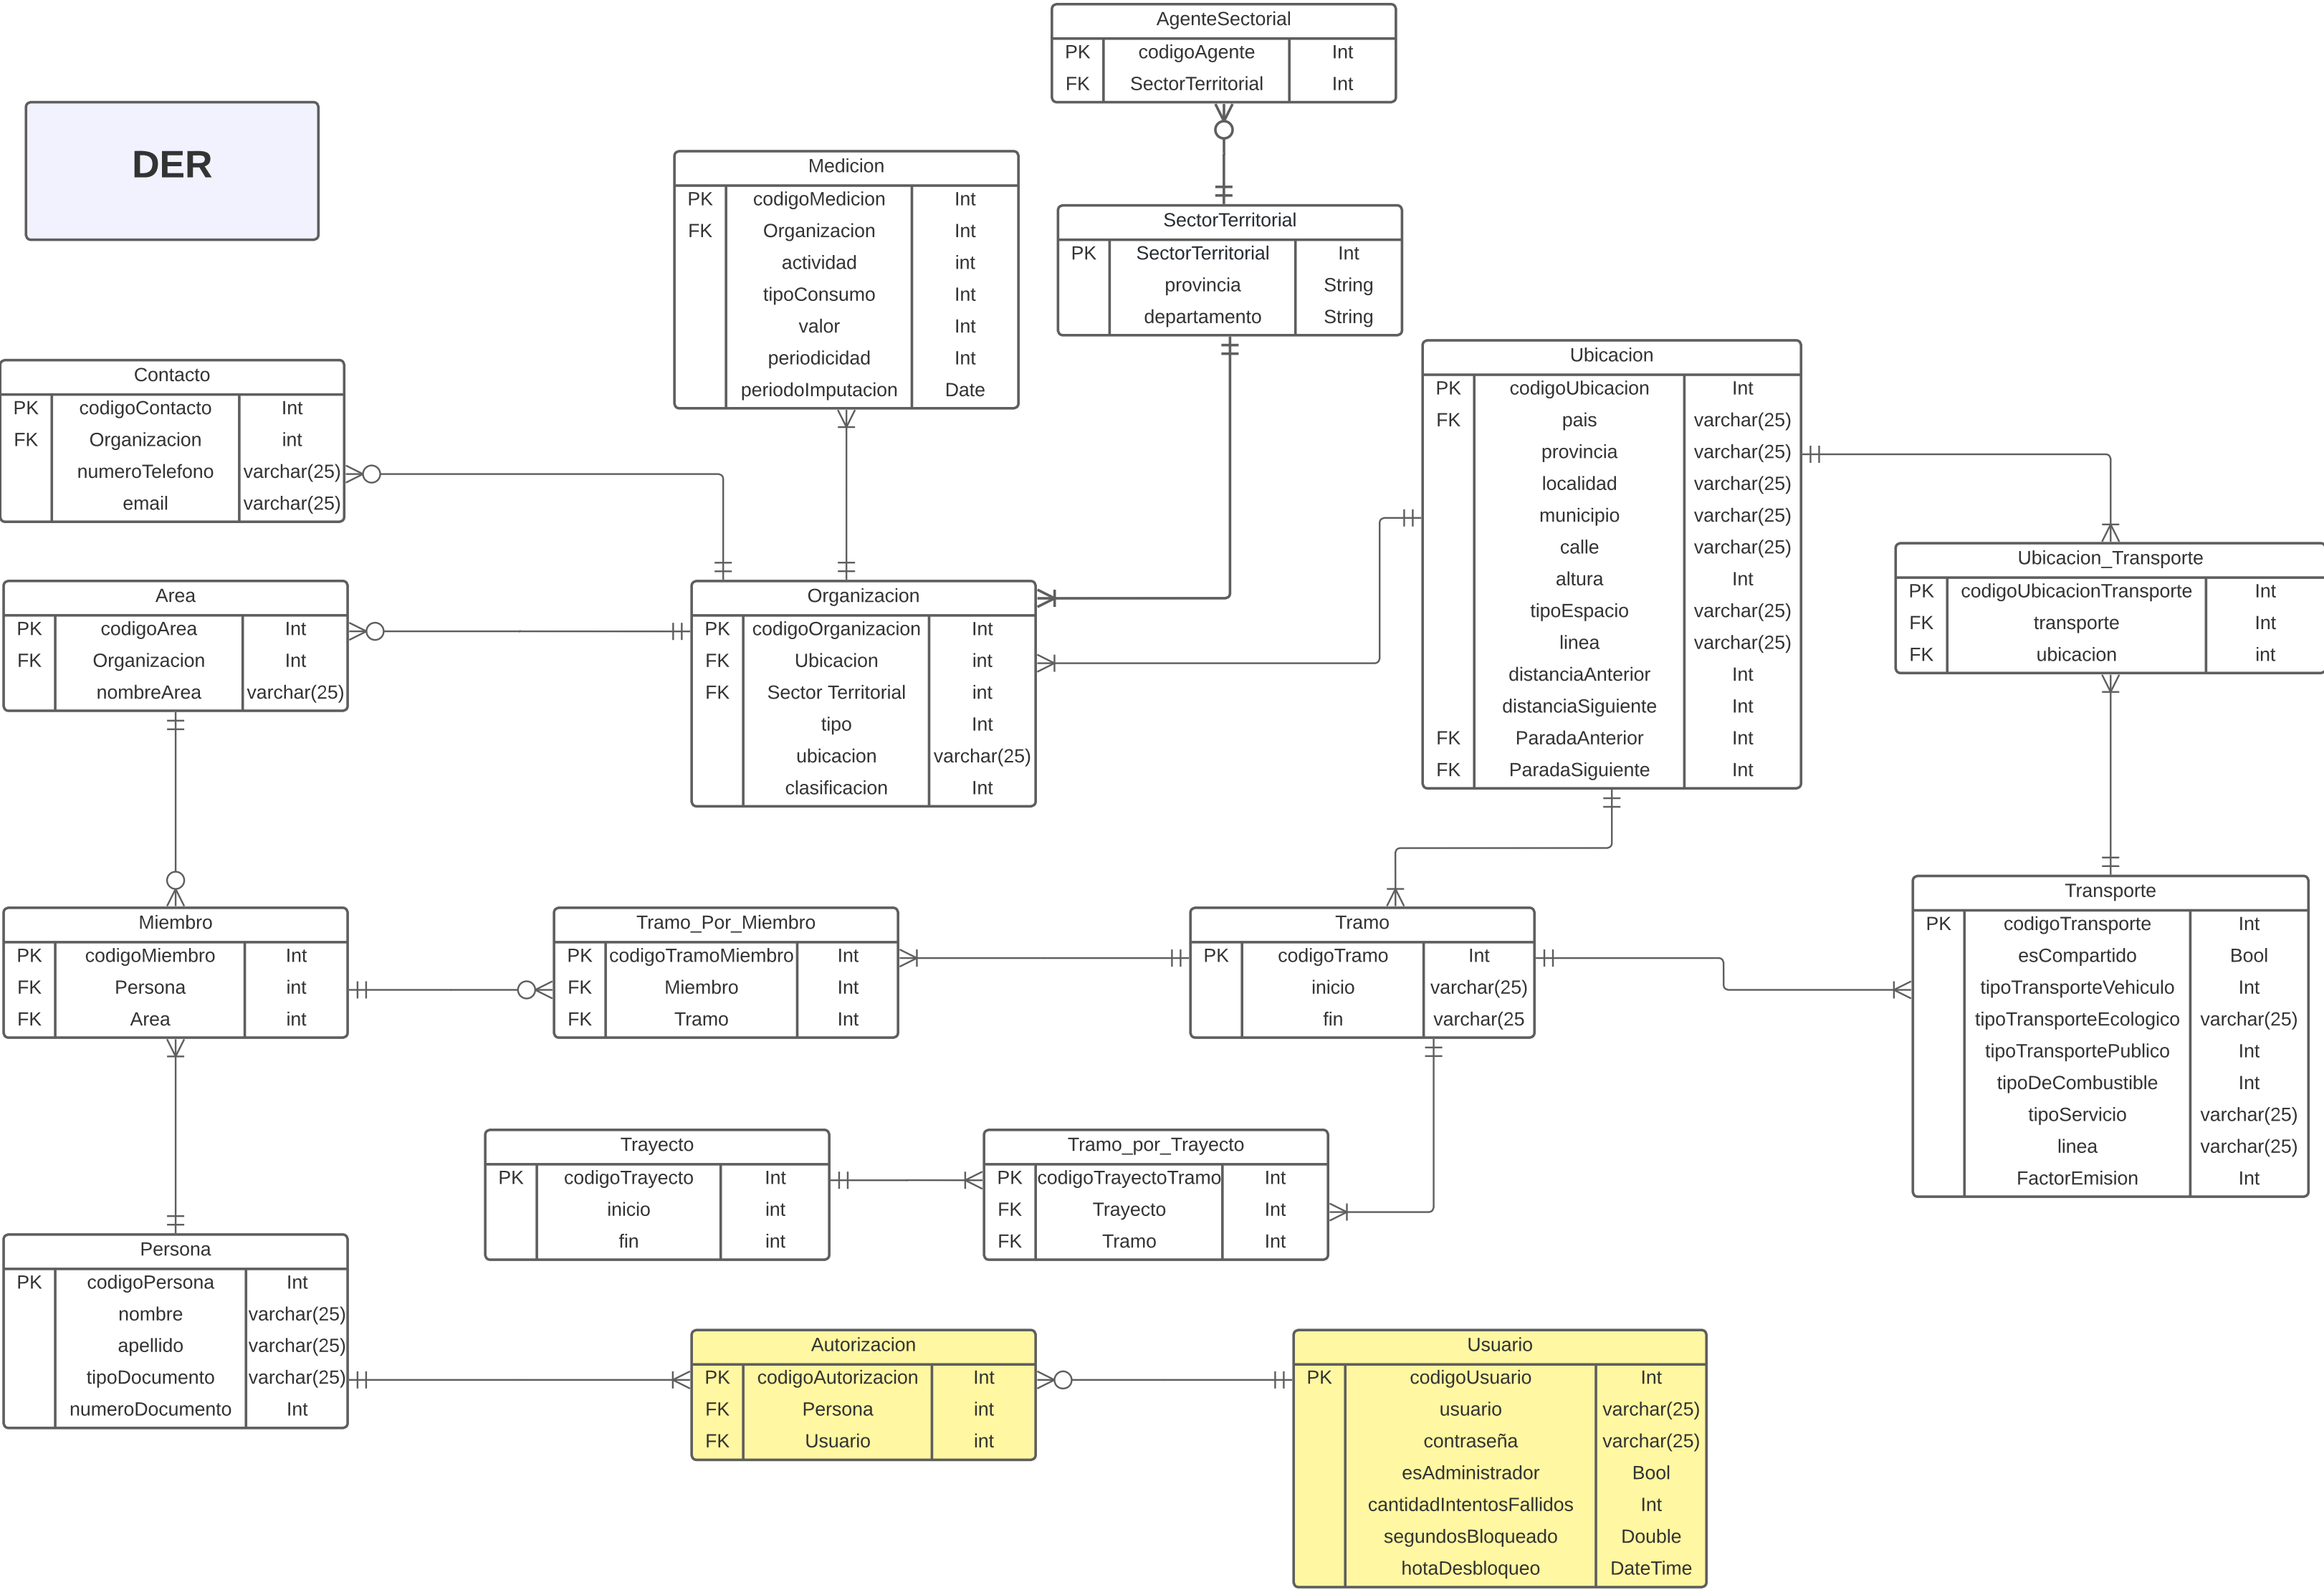 AgenteSectorial
PK codigoAgente Int
FK SectorTerritorial Int
DER
Medicion
PK codigoMedicion Int
FK Organizacion Int
actividad int
tipoConsumo Int
valor Int
periodicidad Int
periodoImputacion Date
SectorTerritorial
PK SectorTerritorial Int
provincia String
departamento String
Contacto
PK codigoContacto Int
FK Organizacion int
numeroTelefono varchar(25)
email varchar(25)
Ubicacion
PK codigoUbicacion Int
FK pais varchar(25)
provincia varchar(25)
localidad varchar(25)
municipio varchar(25)
calle varchar(25)
altura Int
tipoEspacio varchar(25)
linea varchar(25)
distanciaAnterior Int
distanciaSiguiente Int
FK ParadaAnterior Int
FK ParadaSiguiente Int
Ubicacion_Transporte
PK codigoUbicacionTransporte Int
FK transporte Int
FK ubicacion int
Area
PK codigoArea Int
FK Organizacion Int
nombreArea varchar(25)
Organizacion
PK codigoOrganizacion Int
FK Ubicacion int
FK Sector Territorial int
tipo Int
ubicacion varchar(25)
clasificacion Int
Miembro
PK codigoMiembro Int
FK Persona int
FK Area int
Tramo_Por_Miembro
PK codigoTramoMiembro Int
FK Miembro Int
FK Tramo Int
Tramo
PK codigoTramo Int
inicio varchar(25)
fin varchar(25
Transporte
PK codigoTransporte Int
esCompartido Bool
tipoTransporteVehiculo Int
tipoTransporteEcologico varchar(25)
tipoTransportePublico Int
tipoDeCombustible Int
tipoServicio varchar(25)
linea varchar(25)
FactorEmision Int
Trayecto
PK codigoTrayecto Int
inicio int
fin int
Tramo_por_Trayecto
PK codigoTrayectoTramo Int
FK Trayecto Int
FK Tramo Int
Persona
PK codigoPersona Int
nombre varchar(25)
apellido varchar(25)
tipoDocumento varchar(25)
numeroDocumento Int
Autorizacion
PK codigoAutorizacion Int
FK Persona int
FK Usuario int
Usuario
PK codigoUsuario Int
usuario varchar(25)
contraseña varchar(25)
esAdministrador Bool
cantidadIntentosFallidos Int
segundosBloqueado Double
hotaDesbloqueo DateTime